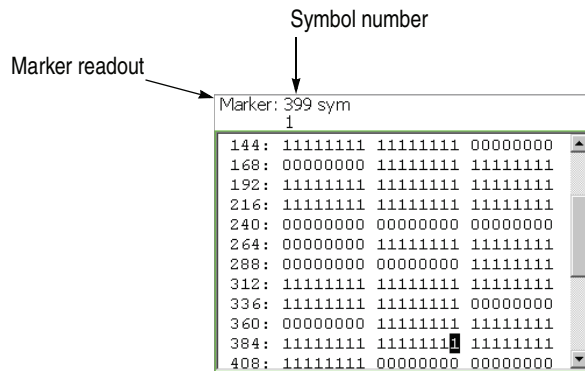 Symbol number
Marker readout
Marker: 399 sym
1
144: 11111111 11111111 00000000
168: 00000000 11111111 11111111
192: 11111111 11111111 11111111
216: 11111111 11111111 11111111
240: 00000000 00000000 00000000
264: 00000000 11111111 11111111
288: 00000000 00000000 11111111
312: 11111111 11111111 11111111
336: 11111111 11111111 00000000
360: 00000000 11111111 11111111
384: 11111111 11111111 11111111
408: 11111111 00000000 00000000